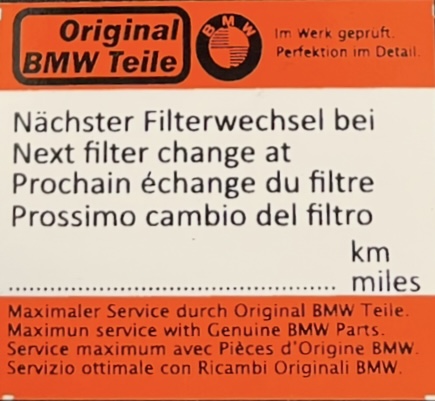 Original
BMW Teile
BMW
Im Werk geprüft.
Perfektion im Detail.
Nächster Filterwechsel bei
Next filter change at
Prochain échange du filtre
Prossimo cambio del filtro
km
........................................ miles
Maximaler Service durch Original BMW Teile.
Maximun service with Genuine BMW Parts.
Service maximum avec Pièces d'Origine BMW.
Servizio ottimale con Ricambi Originali BMW.